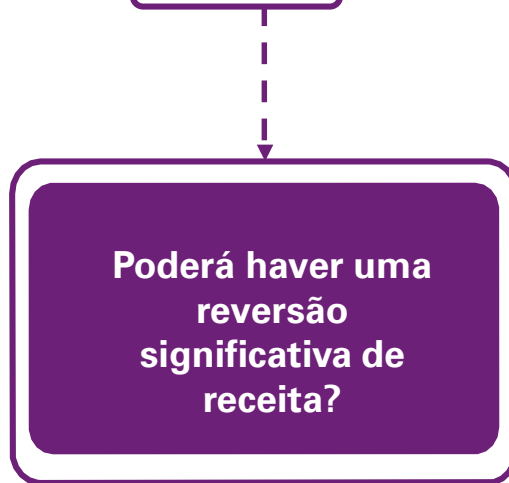 Poderá haver uma
reversão
significativa de
receita?